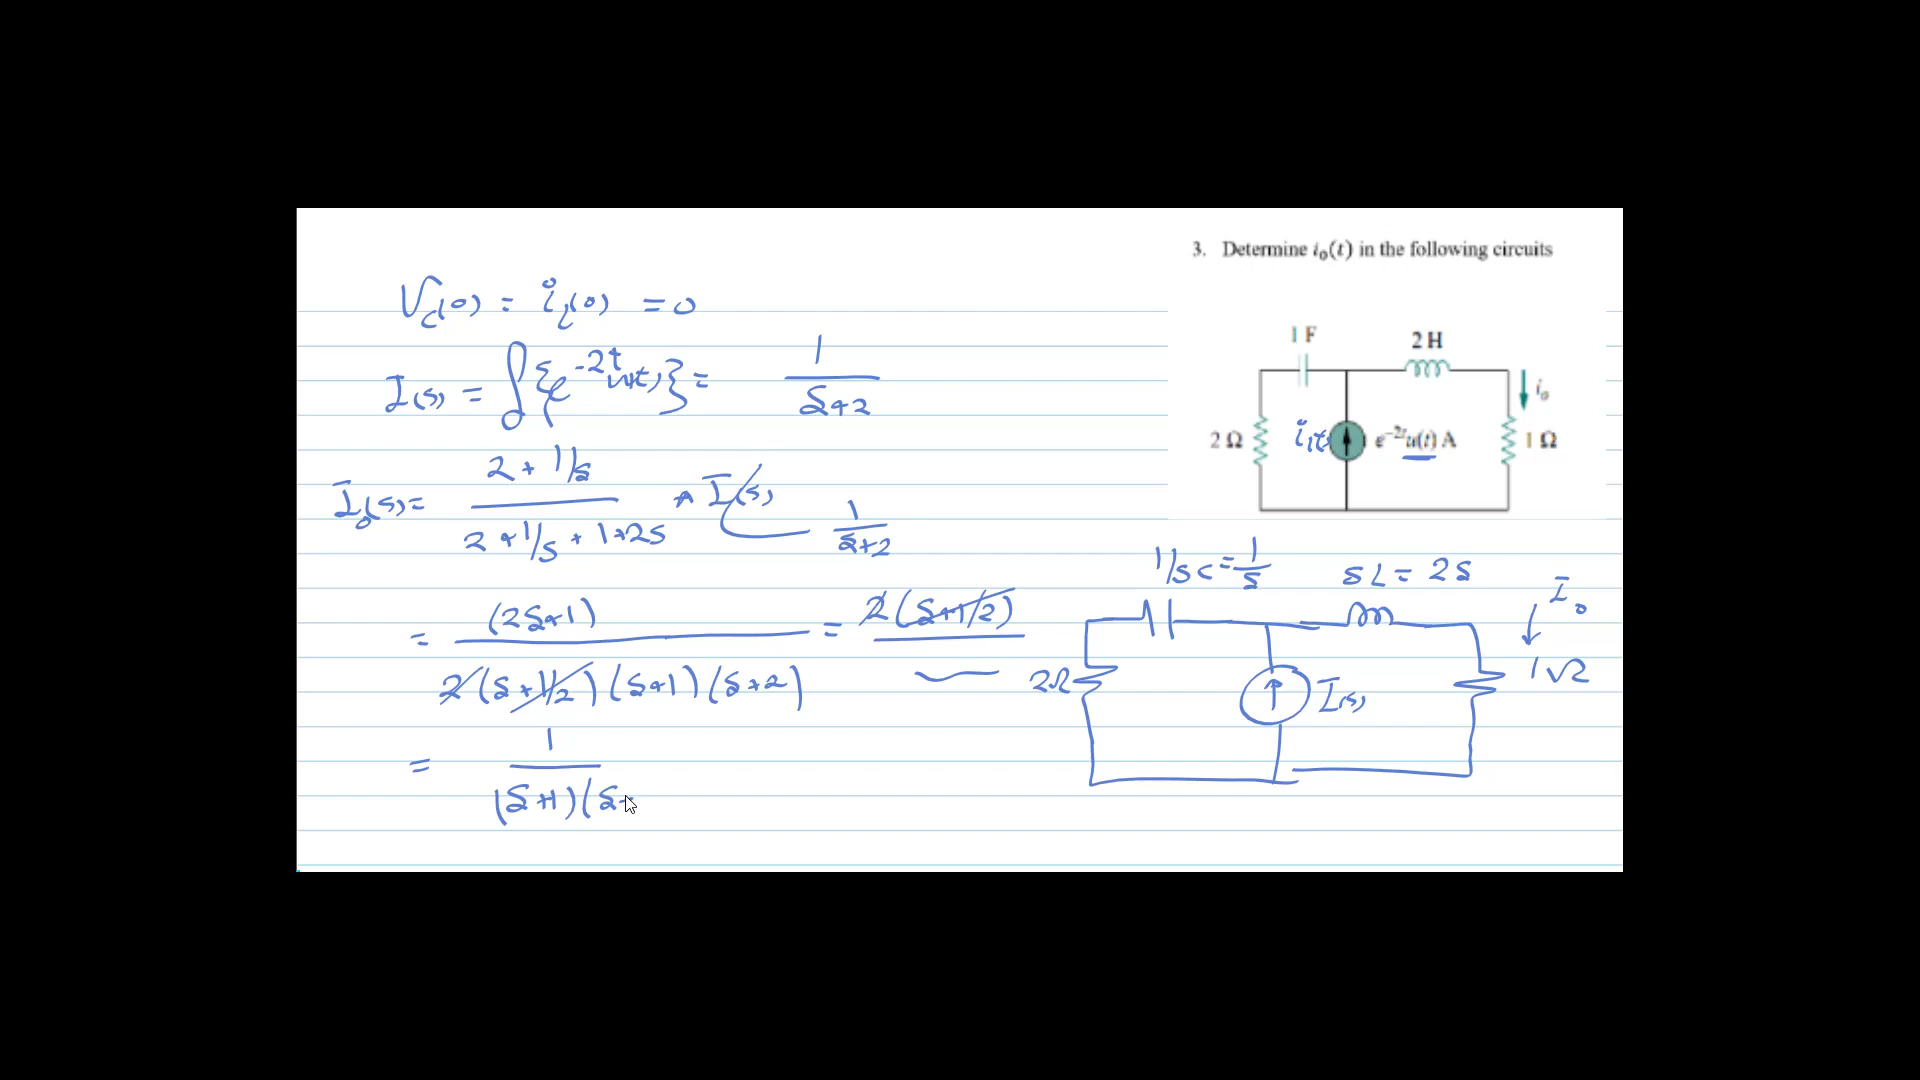 3. Determine i₀(t) in the following circuits
V_c(0) = i_L(0) = 0
I(s) = ∫{e^{-2t}u(t)} = 1/(s+2)
I₀(s) = (2 + 1/s)/(2 + 1/s + 1+2s) * I(s) 1/(s+2)
= (2s+1)/(2(s+1/2)(s+1)(s+2)) = 2(s+1/2)
= 1/((s+1)(s+
1 F
2 H
i₀
2 Ω
i(t)
e^{-2t}u(t) A
1 Ω
1/sC = 1/s
sL = 2s
I₀
2Ω
I(s)
1Ω